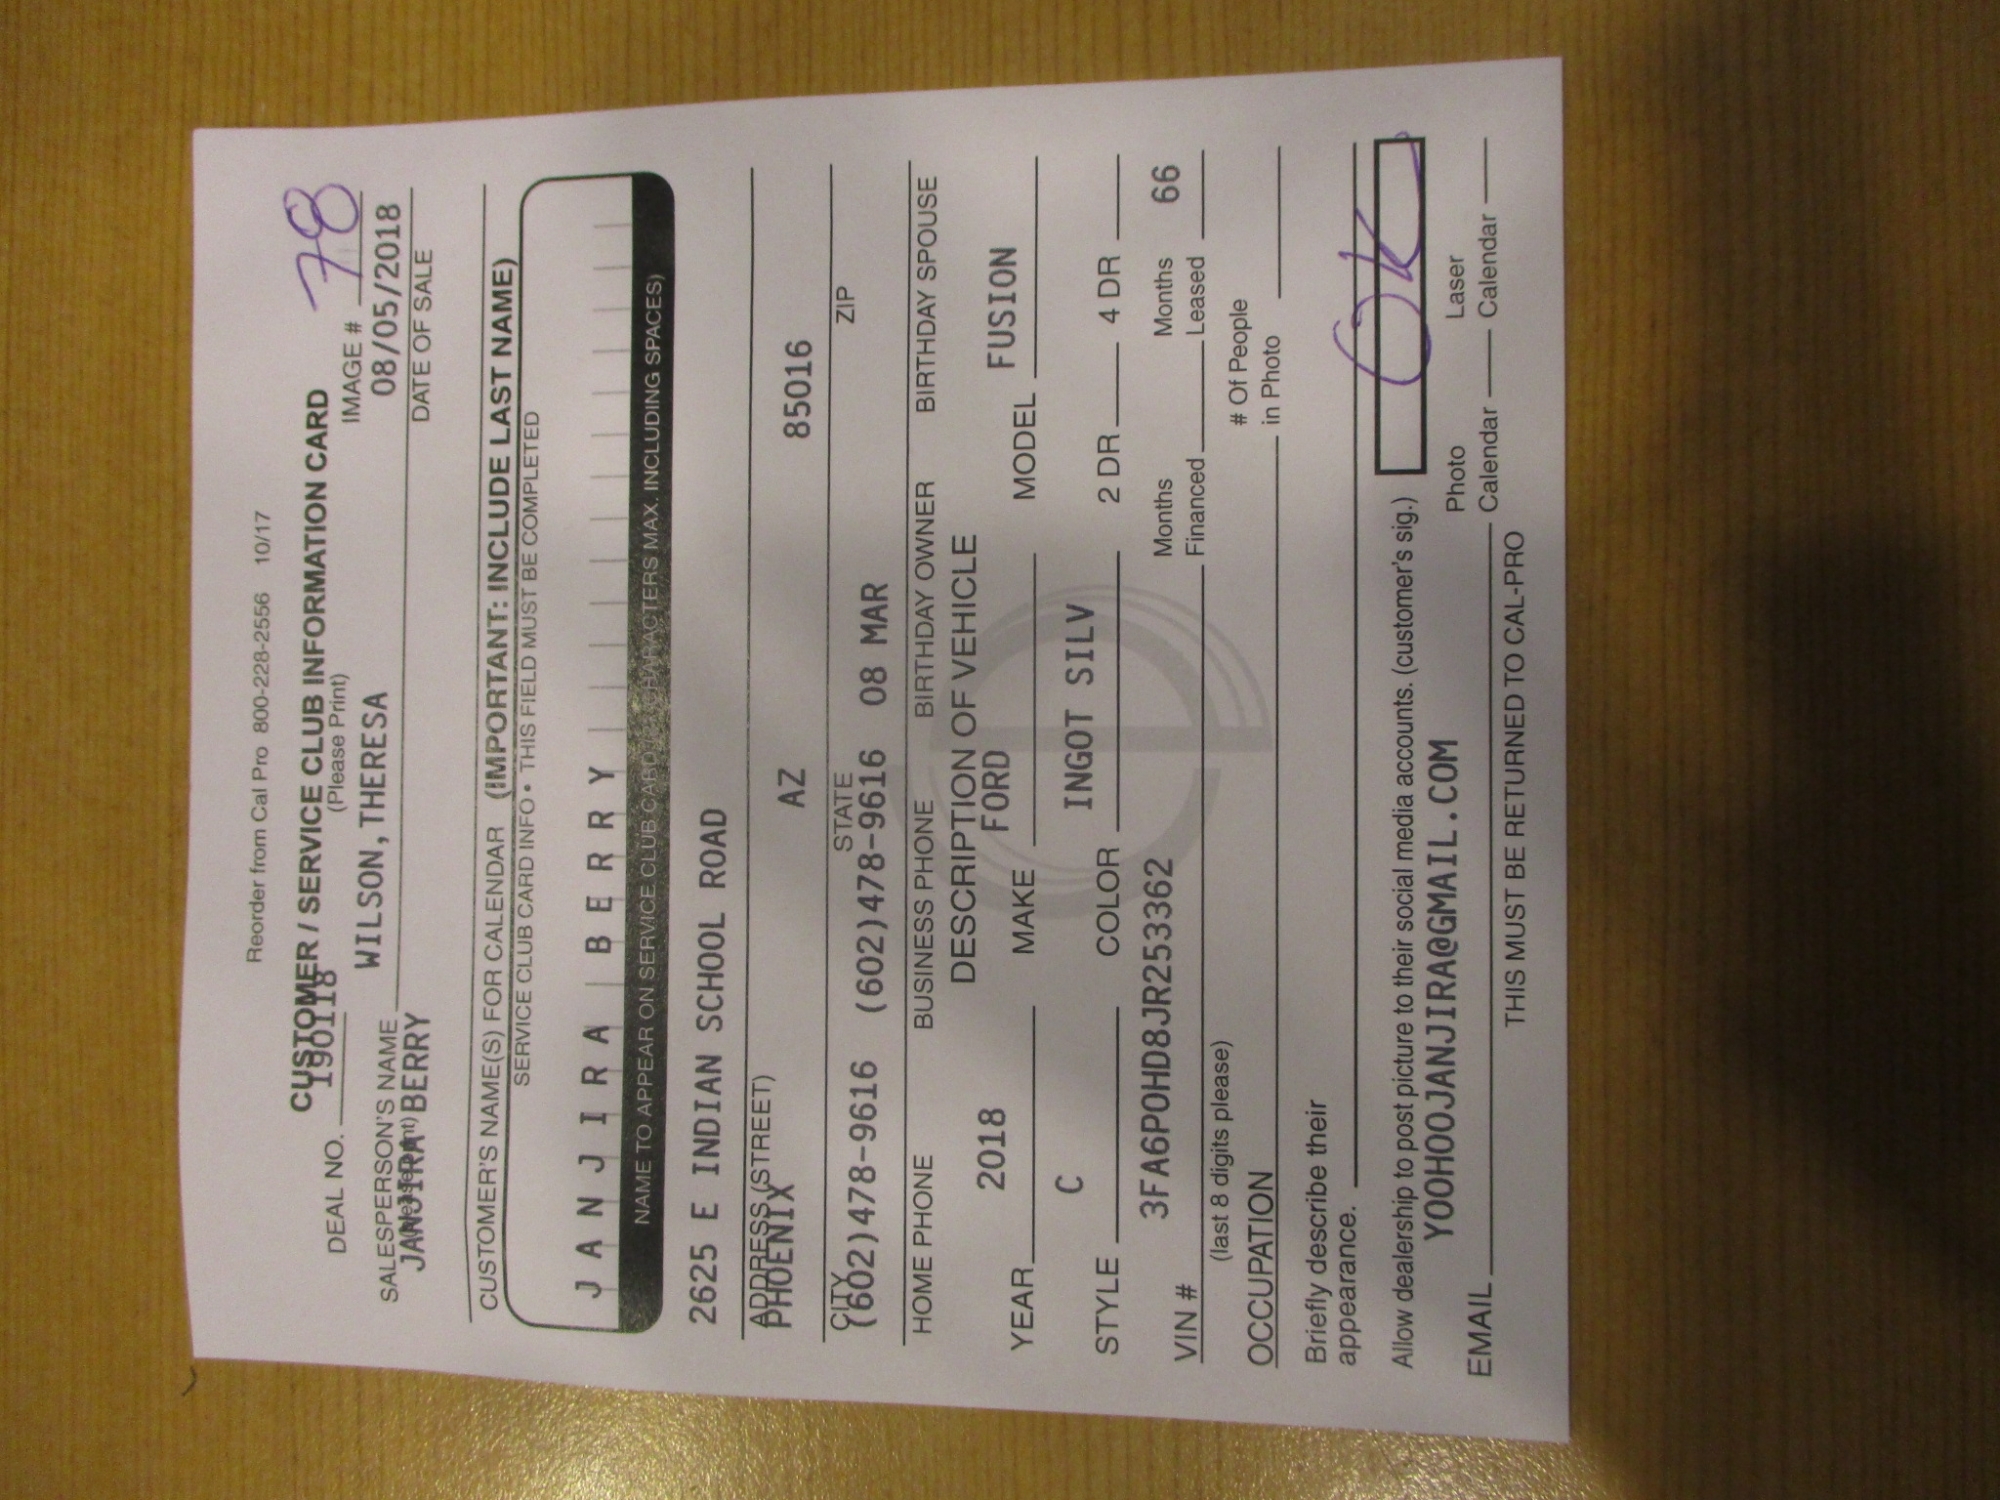 Reorder from Cal Pro 800-228-2556 10/17
CUSTOMER / SERVICE CLUB INFORMATION CARD
(Please Print)
DEAL NO. 190118 IMAGE # 78
SALESPERSON'S NAME WILSON,THERESA 08/05/2018
(Please Print) DATE OF SALE
JANJIRA BERRY
CUSTOMER'S NAME(S) FOR CALENDAR (IMPORTANT: INCLUDE LAST NAME)
SERVICE CLUB CARD INFO • THIS FIELD MUST BE COMPLETED
JANJIRA BERRY
NAME TO APPEAR ON SERVICE CLUB CARD CHARACTERS MAX. INCLUDING SPACES)
2625 E INDIAN SCHOOL ROAD
ADDRESS (STREET)
PHOENIX AZ 85016
CITY STATE ZIP
(602)478-9616 (602)478-9616 08 MAR
HOME PHONE BUSINESS PHONE BIRTHDAY OWNER BIRTHDAY SPOUSE
DESCRIPTION OF VEHICLE
YEAR 2018 MAKE FORD MODEL FUSION
STYLE C COLOR INGOT SILV 2 DR 4 DR
VIN # 3FA6P0HD8JR253362 Months Financed Months Leased 66
(last 8 digits please)
OCCUPATION # Of People in Photo
Briefly describe their
appearance.
Allow dealership to post picture to their social media accounts. (customer's sig.) OK
EMAIL YOOHOOJANJIRA@GMAIL.COM Photo Calendar Laser Calendar
THIS MUST BE RETURNED TO CAL-PRO